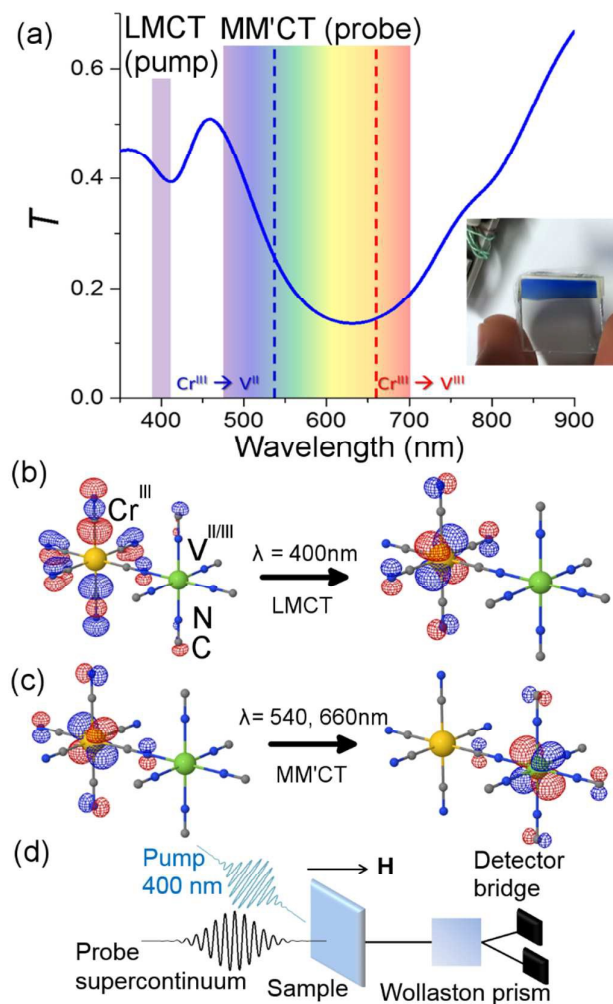 (a)
LMCT
(pump)
MM'CT (probe)
0.6
0.4
0.2
0.0
T
Cr^III → V^II
Cr^III → V^III
400 500 600 700 800 900
Wavelength (nm)
(b)
Cr^III
V^II/III
N
C
λ = 400nm
LMCT
(c)
λ= 540, 660nm
MM'CT
(d)
Pump
400 nm
H
Detector
bridge
Probe
supercontinuum
Sample
Wollaston prism